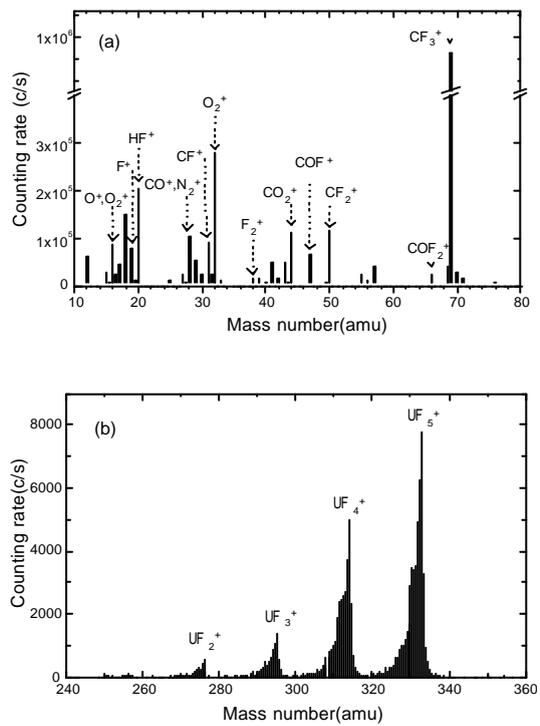 (a)
CF₃⁺
O₂⁺
HF⁺
F⁺
CF⁺
O⁺,O₂⁺
CO⁺,N₂⁺
F₂⁺
CO₂⁺
COF⁺
CF₂⁺
COF₂⁺
1x10⁶
3x10⁵
2x10⁵
1x10⁵
0
Counting rate (c/s)
10 20 30 40 50 60 70 80
Mass number(amu)
(b)
UF₅⁺
UF₄⁺
UF₃⁺
UF₂⁺
8000
6000
4000
2000
0
Counting rate(c/s)
240 260 280 300 320 340 360
Mass number(amu)